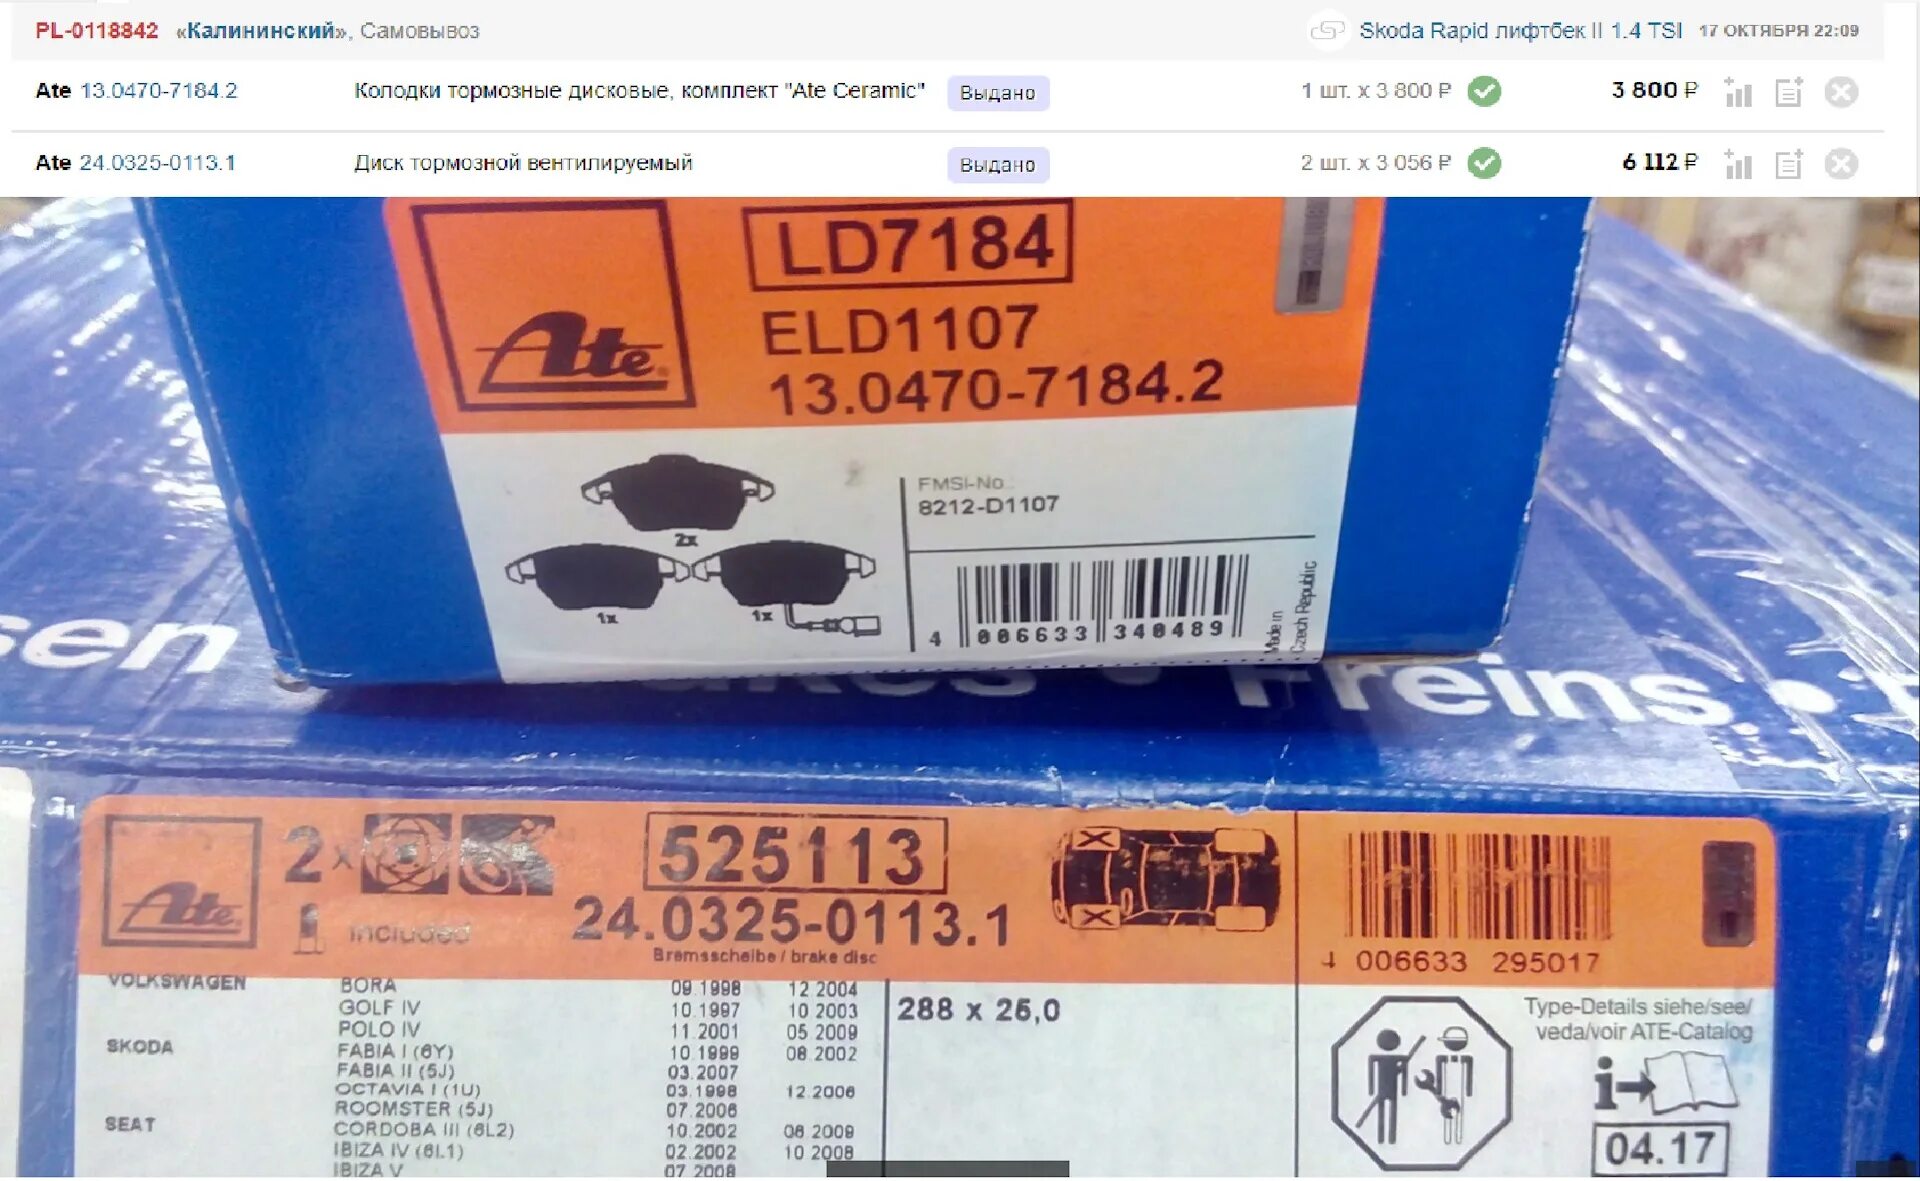 PL-0118842 «Калининский», Самовывоз Skoda Rapid лифтбек II 1.4 TSI 17 ОКТЯБРЯ 22:09
Ate 13.0470-7184.2 Колодки тормозные дисковые, комплект "Ate Ceramic" Выдано 1 шт. x 3 800 ₽ 3 800 ₽
Ate 24.0325-0113.1 Диск тормозной вентилируемый Выдано 2 шт. x 3 056 ₽ 6 112 ₽
Ate
LD7184
ELD1107
13.0470-7184.2
FMSI-No.:
8212-D1107
2x
1x 1x
4 006633 340489
Made in
Czech Republic
sen
Freins •
Ate
2 x
included
525113
24.0325-0113.1
Bremsscheibe / brake disc
4 006633 295017
VOLKSWAGEN BORA 09.1998 12 2004
GOLF IV 10.1997 10 2003
POLO IV 11.2001 05 2009
SKODA FABIA I (6Y) 10.1999 08 2002
FABIA II (5J) 03.2007
OCTAVIA I (1U) 03.1998 12.2006
ROOMSTER (5J) 07.2006
SEAT CORDOBA III (6L2) 10.2002 06 2009
IBIZA IV (6L1) 02.2002 10 2008
IBIZA V 07 2008
288 x 25,0
Type-Details siehe/see/
veda/voir ATE-Catalog
i
04.17